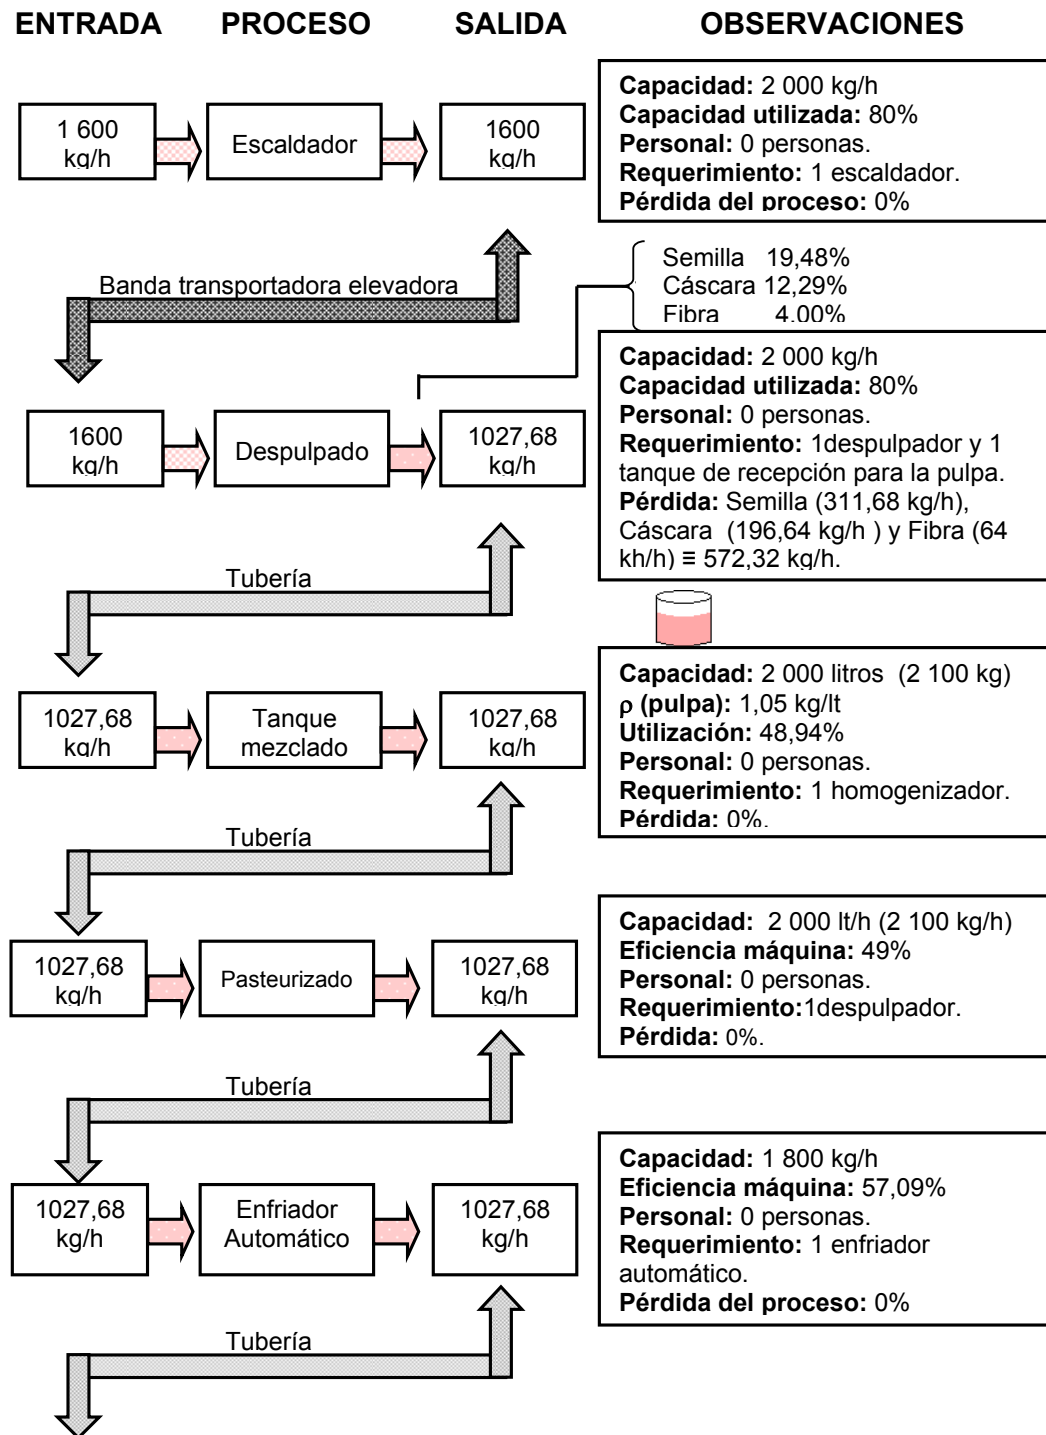 ENTRADA PROCESO SALIDA OBSERVACIONES
1 600
kg/h
Escaldador
1600
kg/h
Capacidad: 2 000 kg/h
Capacidad utilizada: 80%
Personal: 0 personas.
Requerimiento: 1 escaldador.
Pérdida del proceso: 0%
Banda transportadora elevadora
Semilla 19,48%
Cáscara 12,29%
Fibra 4.00%
1600
kg/h
Despulpado
1027,68
kg/h
Capacidad: 2 000 kg/h
Capacidad utilizada: 80%
Personal: 0 personas.
Requerimiento: 1despulpador y 1
tanque de recepción para la pulpa.
Pérdida: Semilla (311,68 kg/h),
Cáscara (196,64 kg/h ) y Fibra (64
kh/h) ≡ 572,32 kg/h.
Tubería
1027,68
kg/h
Tanque
mezclado
1027,68
kg/h
Capacidad: 2 000 litros (2 100 kg)
ρ (pulpa): 1,05 kg/lt
Utilización: 48,94%
Personal: 0 personas.
Requerimiento: 1 homogenizador.
Pérdida: 0%.
Tubería
1027,68
kg/h
Pasteurizado
1027,68
kg/h
Capacidad: 2 000 lt/h (2 100 kg/h)
Eficiencia máquina: 49%
Personal: 0 personas.
Requerimiento:1despulpador.
Pérdida: 0%.
Tubería
1027,68
kg/h
Enfriador
Automático
1027,68
kg/h
Capacidad: 1 800 kg/h
Eficiencia máquina: 57,09%
Personal: 0 personas.
Requerimiento: 1 enfriador
automático.
Pérdida del proceso: 0%
Tubería